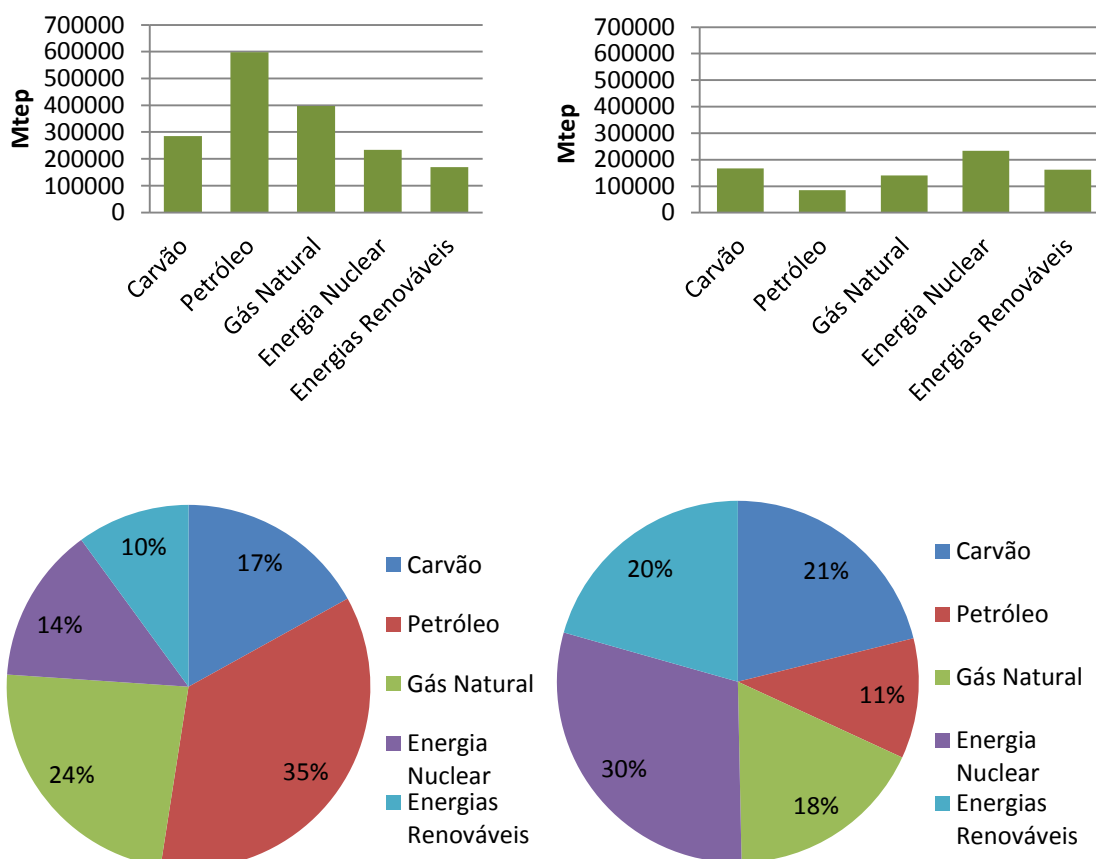 700000
600000
500000
400000
300000
200000
100000
0
Mtep
Carvão
Petróleo
Gás Natural
Energia Nuclear
Energias Renováveis
700000
600000
500000
400000
300000
200000
100000
0
Mtep
Carvão
Petróleo
Gás Natural
Energia Nuclear
Energias Renováveis
10%
17%
14%
24%
35%
Carvão
Petróleo
Gás Natural
Energia
Nuclear
Energias
Renováveis
20%
21%
11%
30%
18%
Carvão
Petróleo
Gás Natural
Energia
Nuclear
Energias
Renováveis